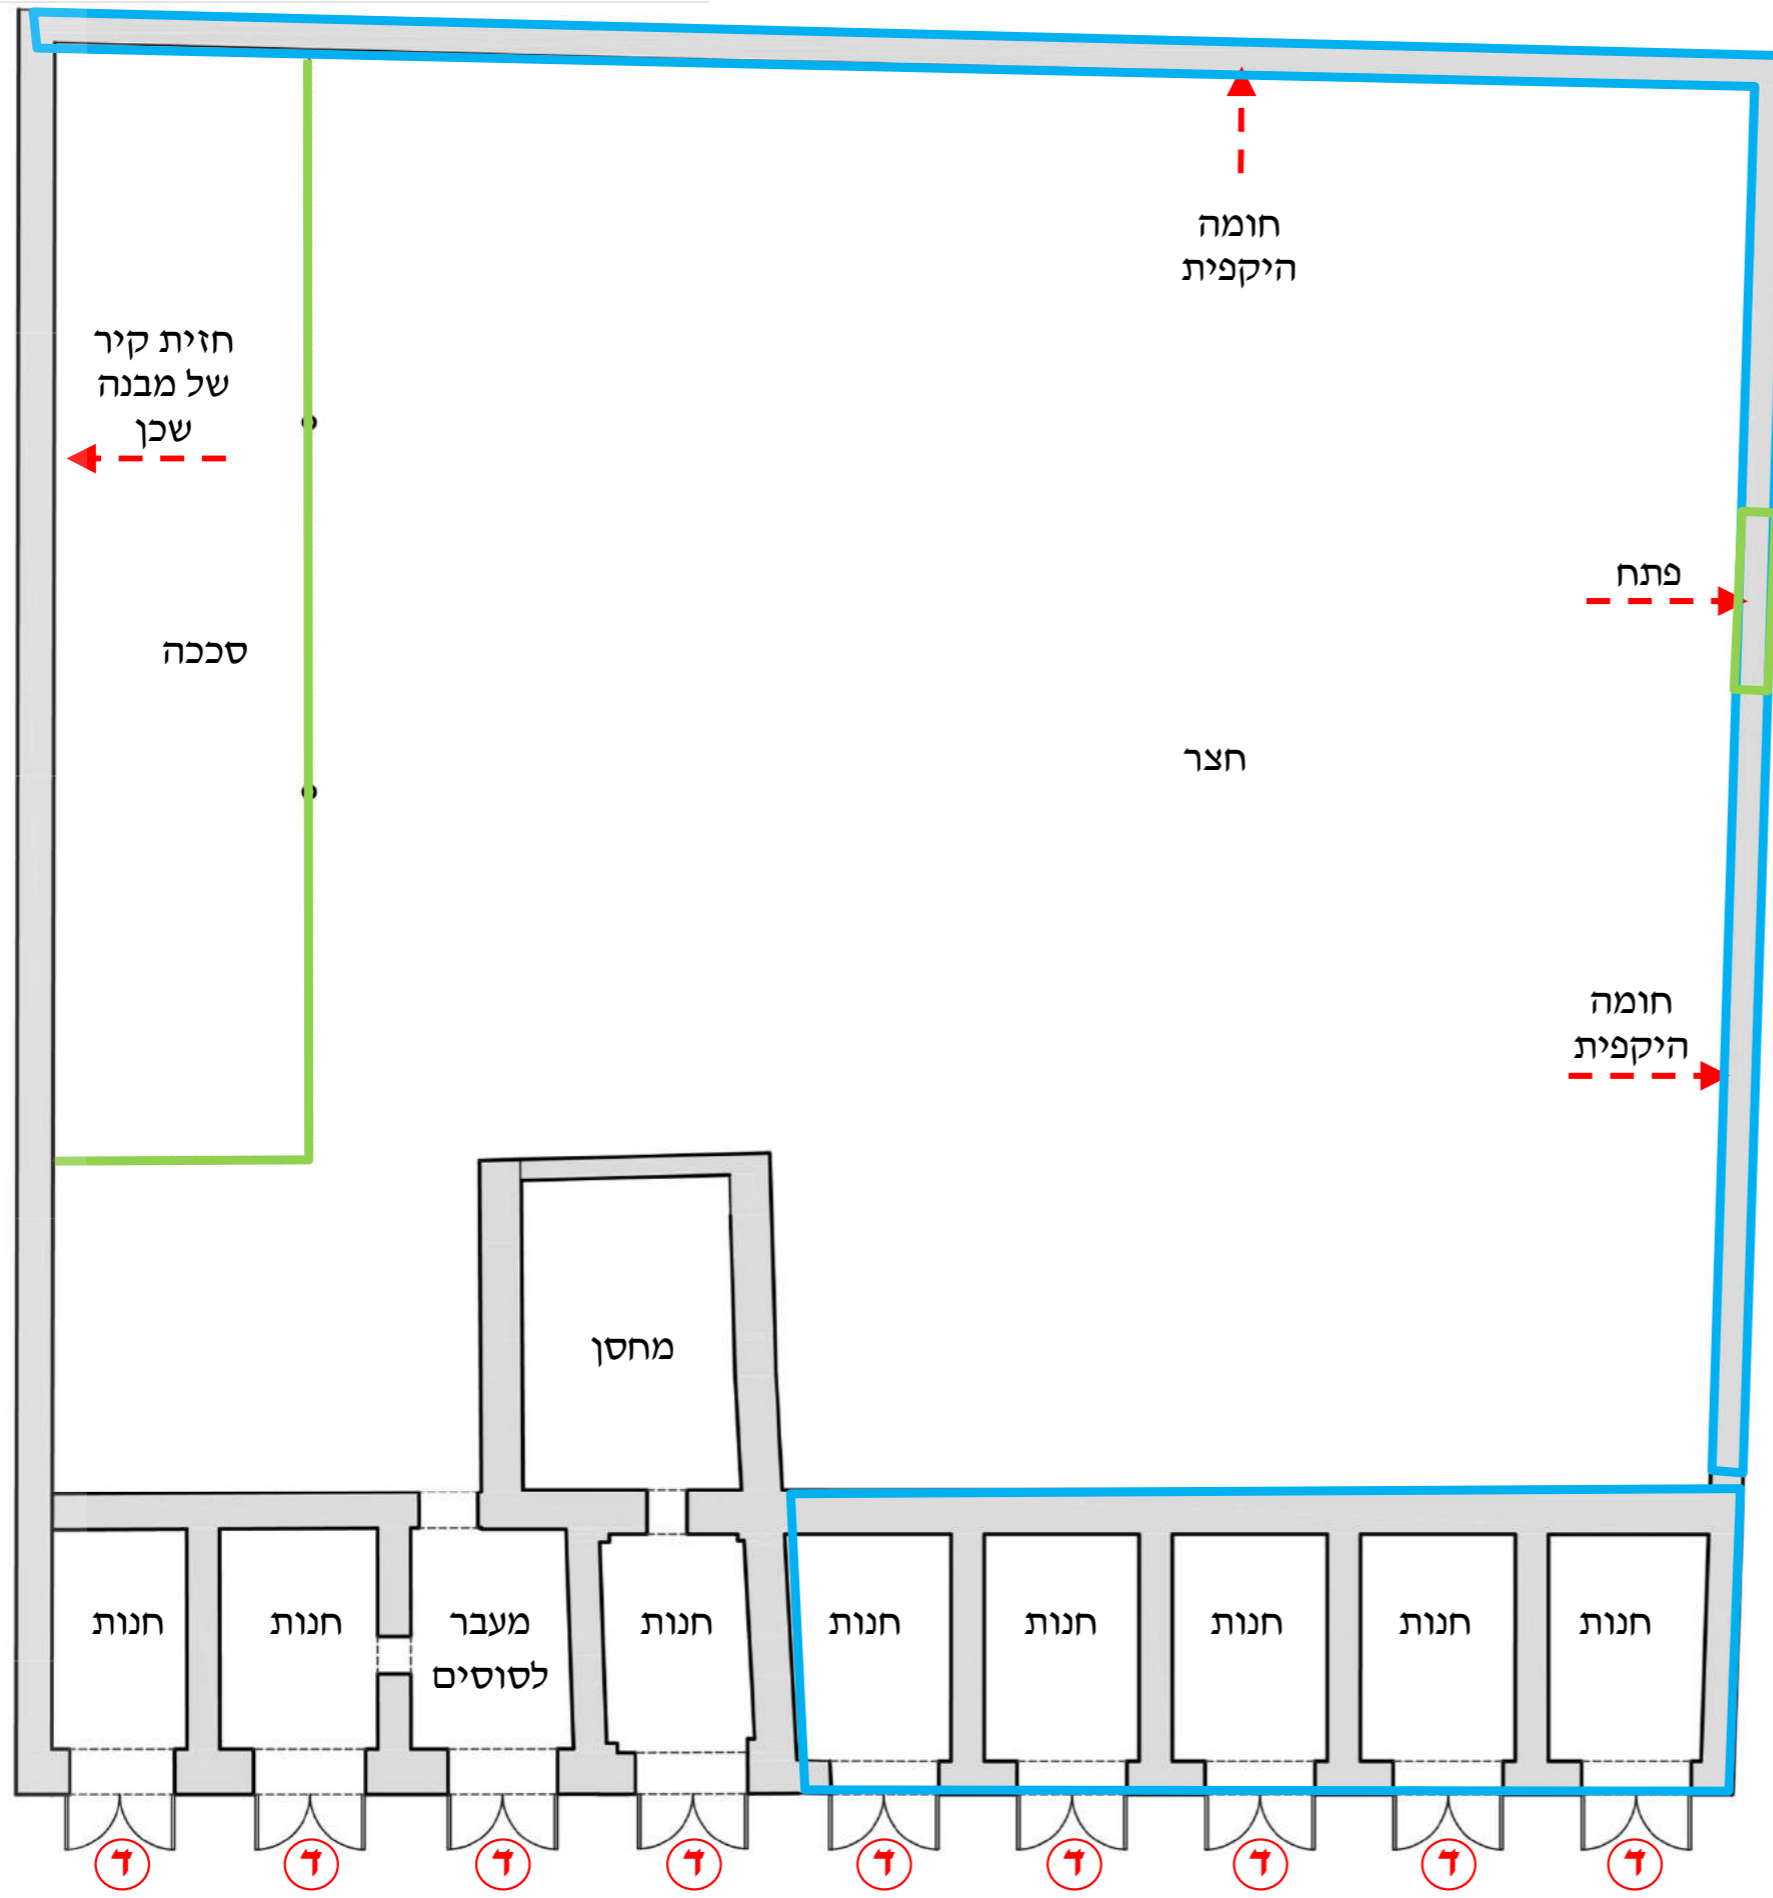 חומה
היקפית
חזית קיר
של מבנה
שכן
פתח
סככה
חצר
חומה
היקפית
מחסן
חנות
חנות
מעבר
לסוסים
חנות
חנות
חנות
חנות
חנות
חנות
ד ד ד ד ד ד ד ד ד